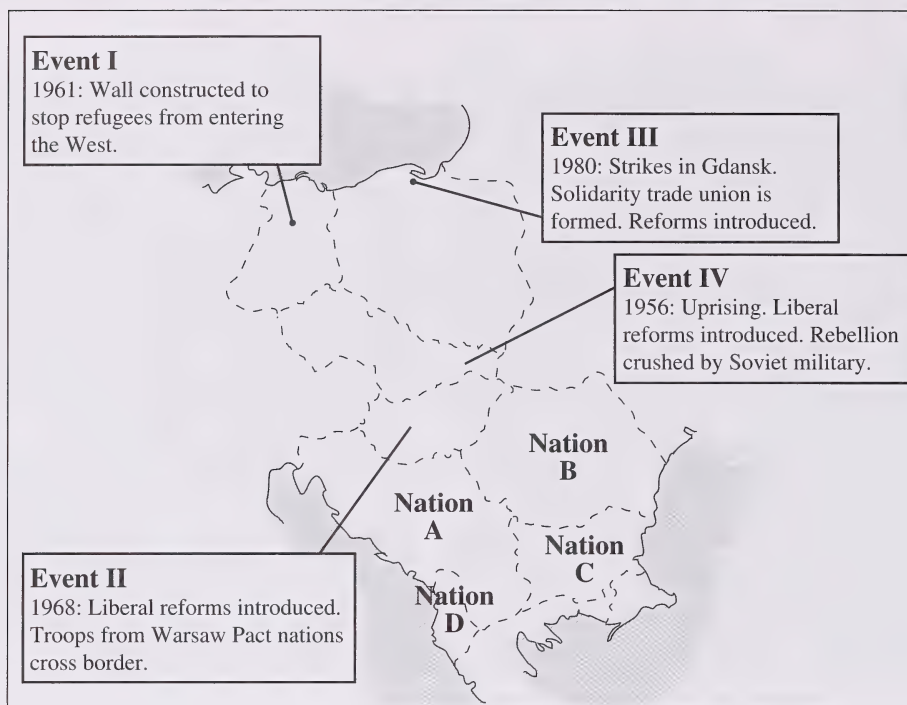 Event I
1961: Wall constructed to
stop refugees from entering
the West.
Event III
1980: Strikes in Gdansk.
Solidarity trade union is
formed. Reforms introduced.
Event IV
1956: Uprising. Liberal
reforms introduced. Rebellion
crushed by Soviet military.
Nation
B
Nation
A
Nation
C
Nation
D
Event II
1968: Liberal reforms introduced.
Troops from Warsaw Pact nations
cross border.